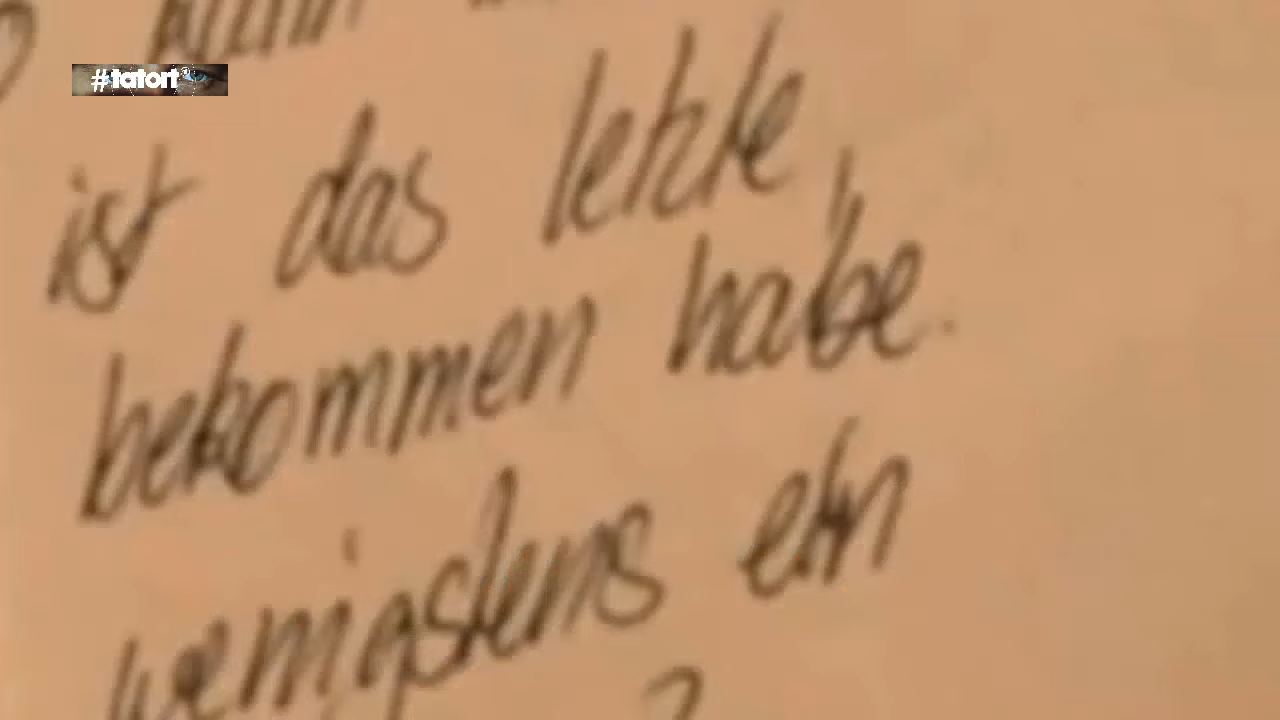 #tatort
ist das letzte
bekommen habe.
wenigstens ein
?